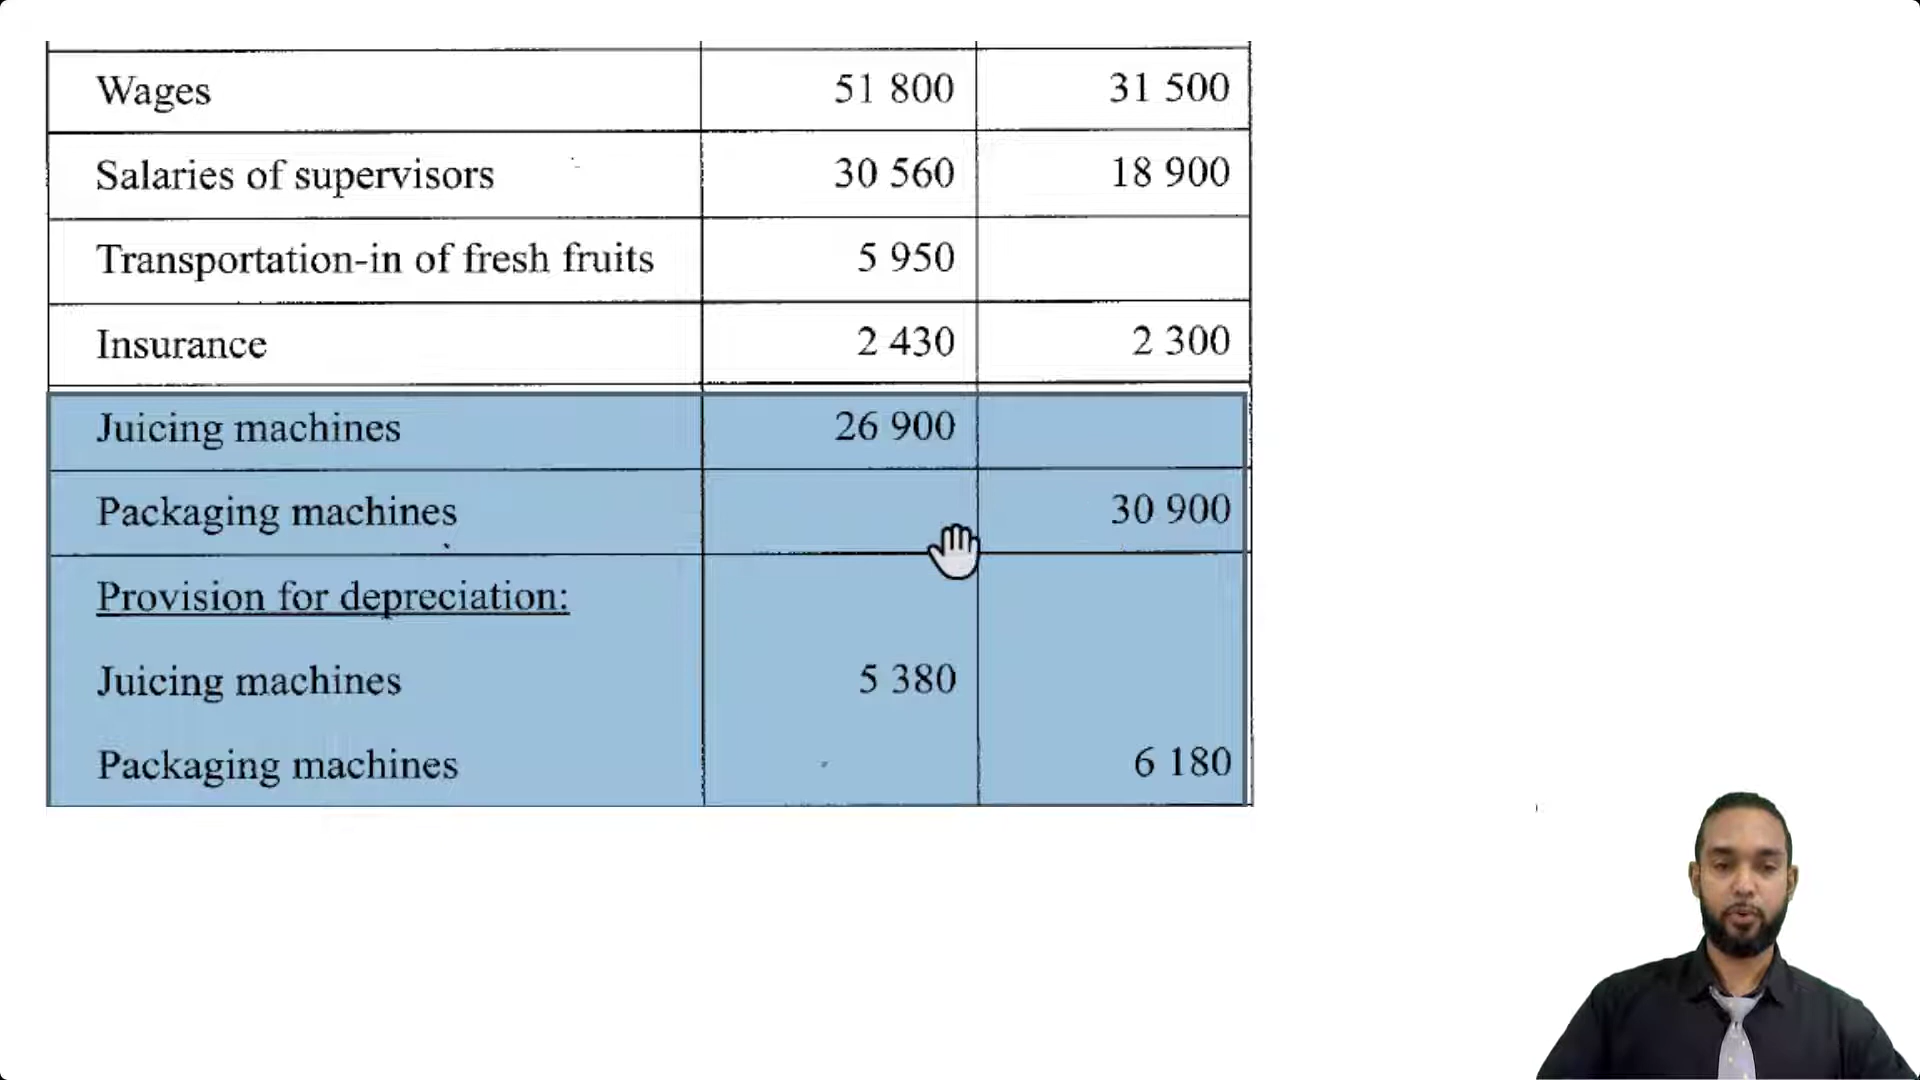 Wages 51 800 31 500
Salaries of supervisors 30 560 18 900
Transportation-in of fresh fruits 5 950
Insurance 2 430 2 300
Juicing machines 26 900
Packaging machines 30 900
Provision for depreciation:
Juicing machines 5 380
Packaging machines 6 180